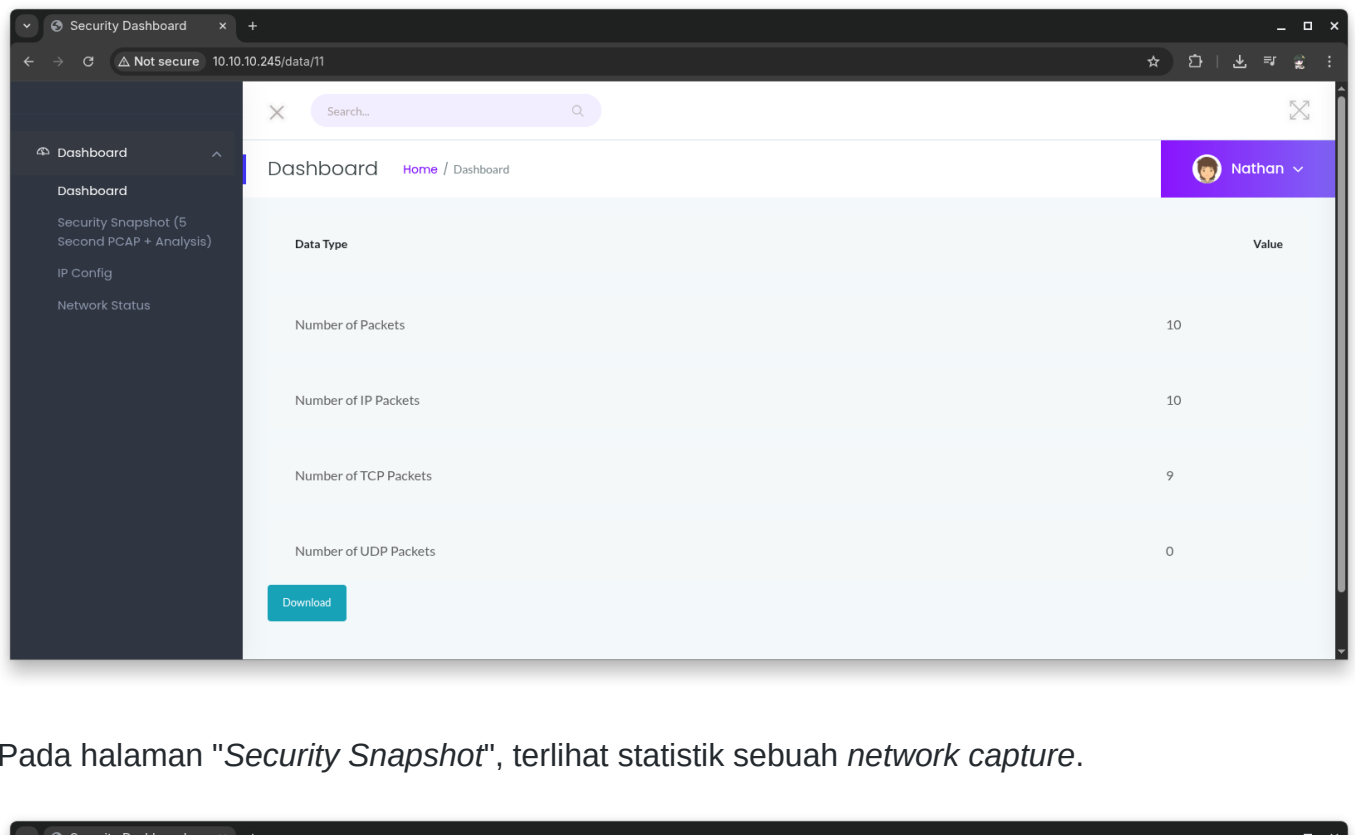 Security Dashboard
Not secure 10.10.10.245/data/11
Search...
Dashboard
Dashboard Home / Dashboard
Nathan
Dashboard
Security Snapshot (5
Second PCAP + Analysis)
IP Config
Network Status
Data Type Value
Number of Packets 10
Number of IP Packets 10
Number of TCP Packets 9
Number of UDP Packets 0
Download
Pada halaman "Security Snapshot", terlihat statistik sebuah network capture.